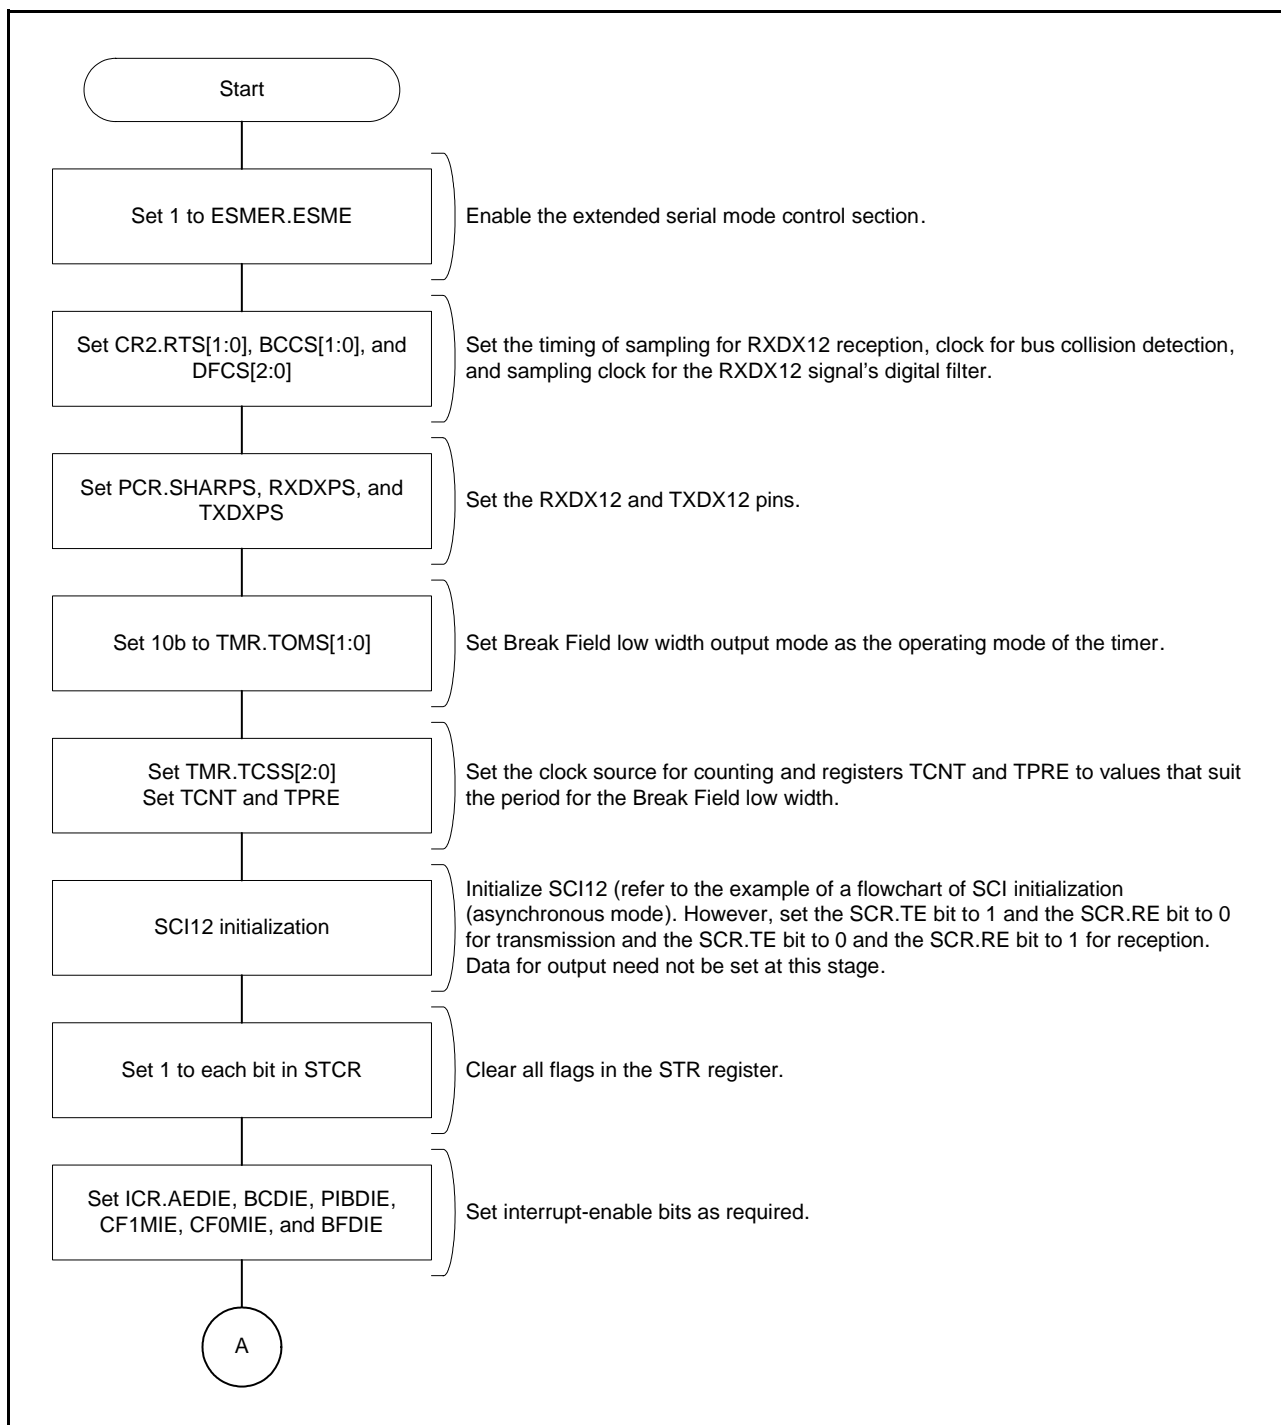 Start
Set 1 to ESMER.ESME
Enable the extended serial mode control section.
Set CR2.RTS[1:0], BCCS[1:0], and
DFCS[2:0]
Set the timing of sampling for RXDX12 reception, clock for bus collision detection,
and sampling clock for the RXDX12 signal's digital filter.
Set PCR.SHARPS, RXDXPS, and
TXDXPS
Set the RXDX12 and TXDX12 pins.
Set 10b to TMR.TOMS[1:0]
Set Break Field low width output mode as the operating mode of the timer.
Set TMR.TCSS[2:0]
Set TCNT and TPRE
Set the clock source for counting and registers TCNT and TPRE to values that suit
the period for the Break Field low width.
SCI12 initialization
Initialize SCI12 (refer to the example of a flowchart of SCI initialization
(asynchronous mode). However, set the SCR.TE bit to 1 and the SCR.RE bit to 0
for transmission and the SCR.TE bit to 0 and the SCR.RE bit to 1 for reception.
Data for output need not be set at this stage.
Set 1 to each bit in STCR
Clear all flags in the STR register.
Set ICR.AEDIE, BCDIE, PIBDIE,
CF1MIE, CF0MIE, and BFDIE
Set interrupt-enable bits as required.
A